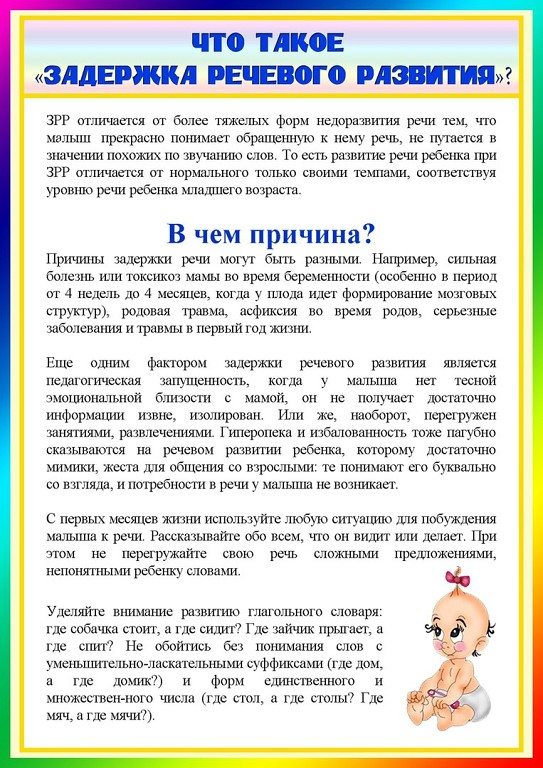 ЧТО ТАКОЕ
«ЗАДЕРЖКА РЕЧЕВОГО РАЗВИТИЯ»?
ЗРР отличается от более тяжелых форм недоразвития речи тем, что
малыш прекрасно понимает обращенную к нему речь, не путается в
значении похожих по звучанию слов. То есть развитие речи ребенка при
ЗРР отличается от нормального только своими темпами, соответствуя
уровню речи ребенка младшего возраста.
В чем причина?
Причины задержки речи могут быть разными. Например, сильная
болезнь или токсикоз мамы во время беременности (особенно в период
от 4 недель до 4 месяцев, когда у плода идет формирование мозговых
структур), родовая травма, асфиксия во время родов, серьезные
заболевания и травмы в первый год жизни.
Еще одним фактором задержки речевого развития является
педагогическая запущенность, когда у малыша нет тесной
эмоциональной близости с мамой, он не получает достаточно
информации извне, изолирован. Или же, наоборот, перегружен
занятиями, развлечениями. Гиперопека и избалованность тоже пагубно
сказываются на речевом развитии ребенка, которому достаточно
мимики, жеста для общения со взрослыми: те понимают его буквально
со взгляда, и потребности в речи у малыша не возникает.
С первых месяцев жизни используйте любую ситуацию для побуждения
малыша к речи. Рассказывайте обо всем, что он видит или делает. При
этом не перегружайте свою речь сложными предложениями,
непонятными ребенку словами.
Уделяйте внимание развитию глагольного словаря:
где собачка стоит, а где сидит? Где зайчик прыгает, а
где спит? Не обойтись без понимания слов с
уменьшительно-ласкательными суффиксами (где дом,
а где домик?) и форм единственного и
множествен-ного числа (где стол, а где столы? Где
мяч, а где мячи?).